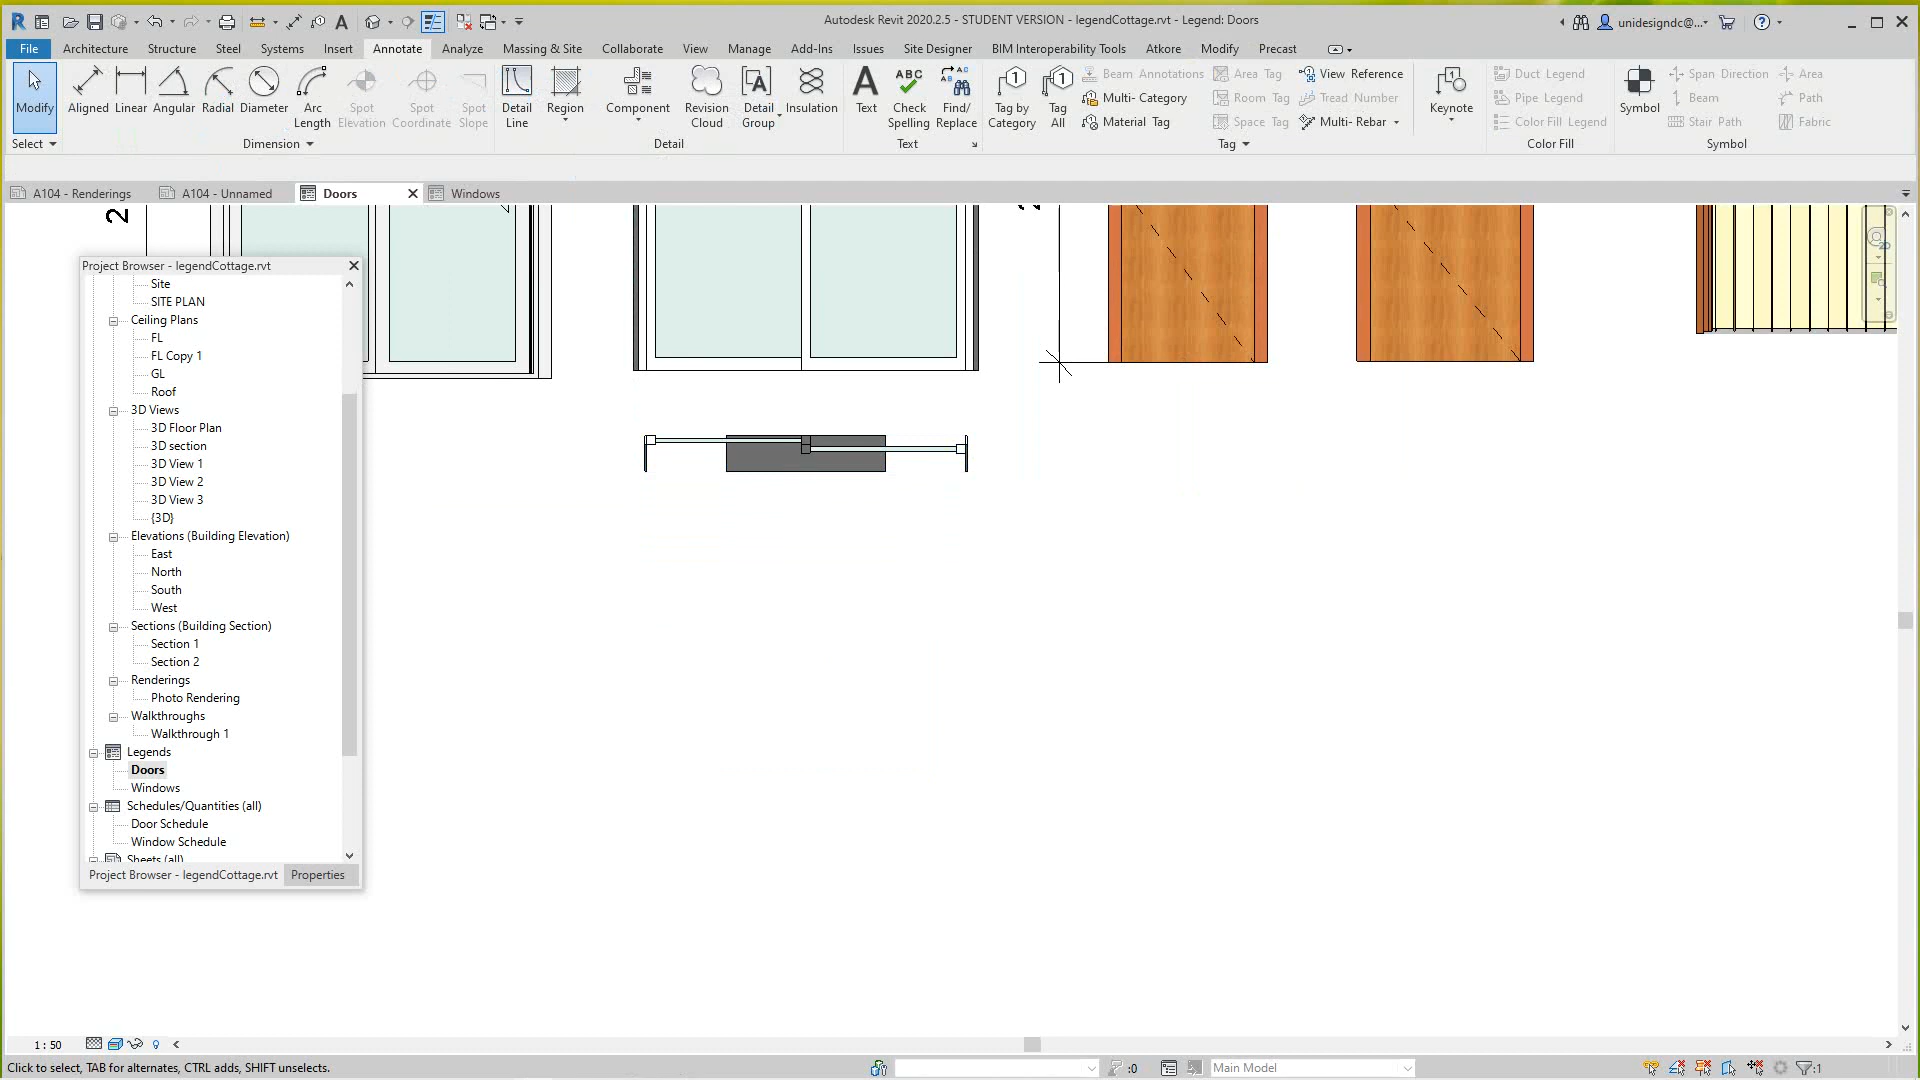 Autodesk Revit 2020.2.5 - STUDENT VERSION - legendCottage.rvt - Legend: Doors
unidesigndc@...
File Architecture Structure Steel Systems Insert Annotate Analyze Massing & Site Collaborate View Manage Add-Ins Issues Site Designer BIM Interoperability Tools Atkore Modify Precast
Modify
Aligned Linear Angular Radial Diameter Arc Length Spot Elevation Spot Coordinate Spot Slope
Detail Line Region Component Revision Cloud Detail Group Insulation
Text Check Spelling Find/ Replace
Tag by Category Tag All
Beam Annotations Area Tag View Reference
Multi- Category Room Tag Tread Number
Material Tag Space Tag Multi- Rebar
Keynote
Duct Legend
Pipe Legend
Color Fill Legend
Symbol
Span Direction Area
Beam Path
Stair Path Fabric
Select Dimension Detail Text Tag Color Fill Symbol
A104 - Renderings A104 - Unnamed Doors Windows
2
Project Browser - legendCottage.rvt
Site
SITE PLAN
Ceiling Plans
FL
FL Copy 1
GL
Roof
3D Views
3D Floor Plan
3D section
3D View 1
3D View 2
3D View 3
{3D}
Elevations (Building Elevation)
East
North
South
West
Sections (Building Section)
Section 1
Section 2
Renderings
Photo Rendering
Walkthroughs
Walkthrough 1
Legends
Doors
Windows
Schedules/Quantities (all)
Door Schedule
Window Schedule
Sheets (all)
Project Browser - legendCottage.rvt Properties
1 : 50
Click to select, TAB for alternates, CTRL adds, SHIFT unselects.
:0
Main Model
:1